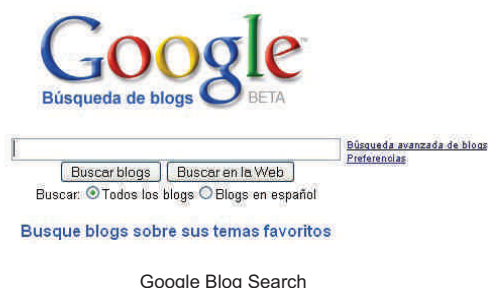 Google
Búsqueda de blogs BETA
Búsqueda avanzada de blogs
Preferencias
Buscar blogs Buscar en la Web
Buscar: Todos los blogs Blogs en español
Busque blogs sobre sus temas favoritos
Google Blog Search